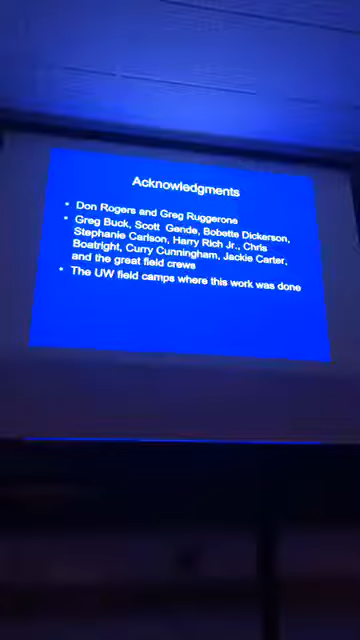 Acknowledgments
• Don Rogers and Greg Ruggerone
• Greg Buck, Scott Gende, Bobette Dickerson,
Stephanie Carlson, Harry Rich Jr., Chris
Boatright, Curry Cunningham, Jackie Carter,
and the great field crews
• The UW field camps where this work was done